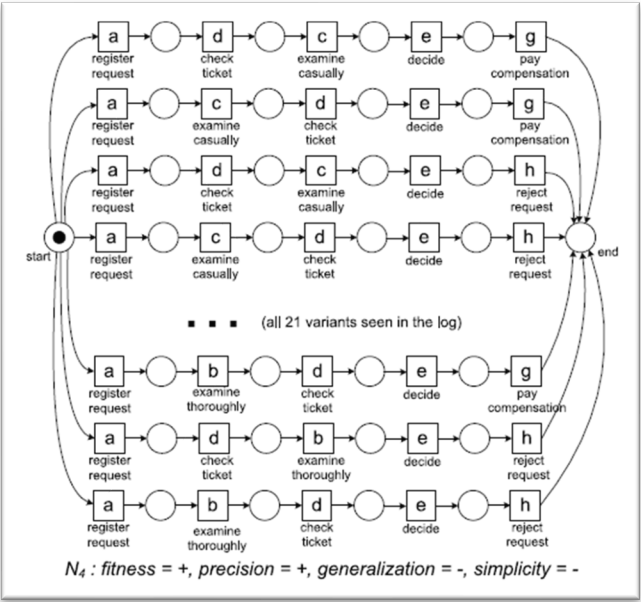 a d c e g
register check examine decide pay
request ticket casually compensation
a c d e g
register examine check decide pay
request casually ticket compensation
a d c e h
register check examine decide reject
request ticket casually request
a c d e h
start register examine check decide reject end
request casually ticket request
... (all 21 variants seen in the log)
a b d e g
register examine check decide pay
request thoroughly ticket compensation
a d b e h
register check examine decide reject
request ticket thoroughly request
a b d e h
register examine check decide reject
request thoroughly ticket request
N4 : fitness = +, precision = +, generalization = -, simplicity = -